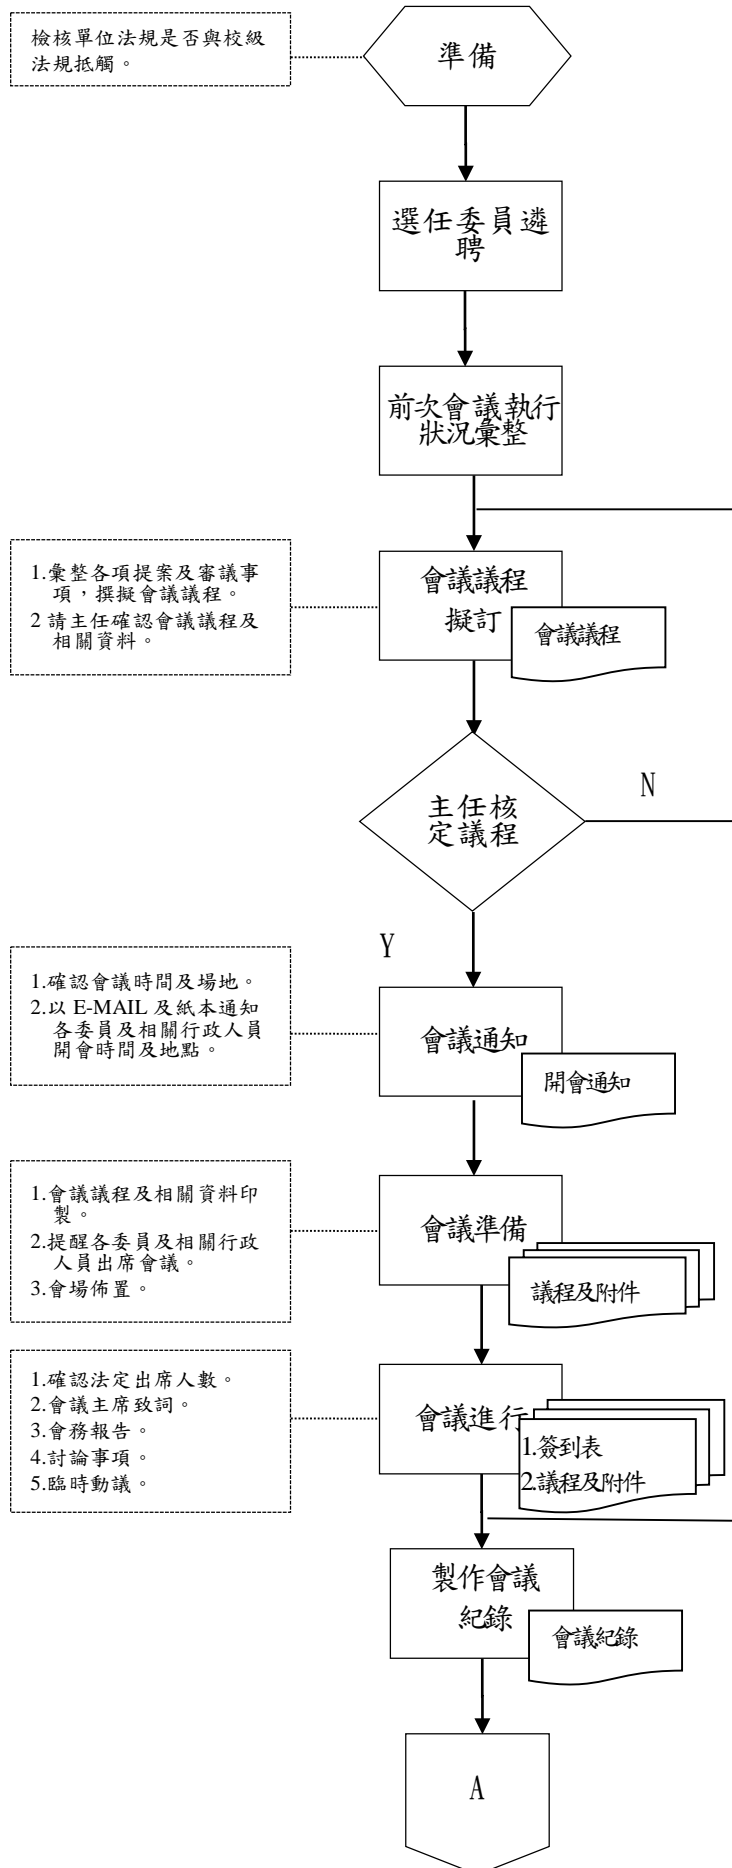 檢核單位法規是否與校級
法規抵觸。
準備
選任委員遴
聘
前次會議執行
狀況彙整
1.彙整各項提案及審議事
項，撰擬會議議程。
2 請主任確認會議議程及
相關資料。
會議議程
擬訂
會議議程
主任核
定議程
N
Y
1.確認會議時間及場地。
2.以 E-MAIL 及紙本通知
各委員及相關行政人員
開會時間及地點。
會議通知
開會通知
1.會議議程及相關資料印
製。
2.提醒各委員及相關行政
人員出席會議。
3.會場佈置。
會議準備
議程及附件
1.確認法定出席人數。
2.會議主席致詞。
3.會務報告。
4.討論事項。
5.臨時動議。
會議進行
1.簽到表
2.議程及附件
製作會議
紀錄
會議紀錄
A